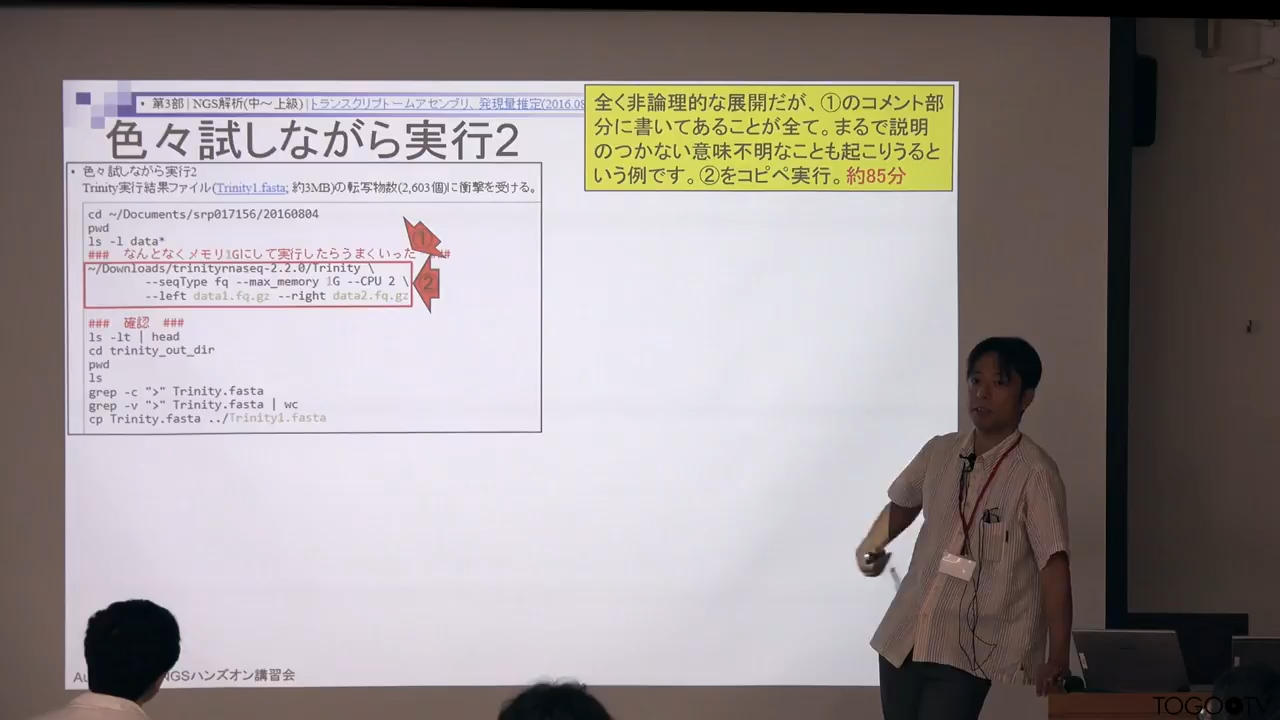 • 第3部 | NGS解析(中～上級) | トランスクリプトームアセンブリ、発現量推定(2016.08
色々試しながら実行2
全く非論理的な展開だが、①のコメント部
分に書いてあることが全て。まるで説明
のつかない意味不明なことも起こりうると
いう例です。②をコピペ実行。約85分
• 色々試しながら実行2
Trinity実行結果ファイル(Trinity1.fasta; 約3MB)の転写物数(2,603個)に衝撃を受ける。
cd ~/Documents/srp017156/20160804
pwd
ls -l data*
### なんとなくメモリ1Gにして実行したらうまくいった ###
①
~/Downloads/trinityrnaseq-2.2.0/Trinity \
--seqType fq --max_memory 1G --CPU 2 \
--left data1.fq.gz --right data2.fq.gz
②
### 確認 ###
ls -lt | head
cd trinity_out_dir
pwd
ls
grep -c ">" Trinity.fasta
grep -v ">" Trinity.fasta | wc
cp Trinity.fasta ../Trinity1.fasta
NGSハンズオン講習会
TOGOTV